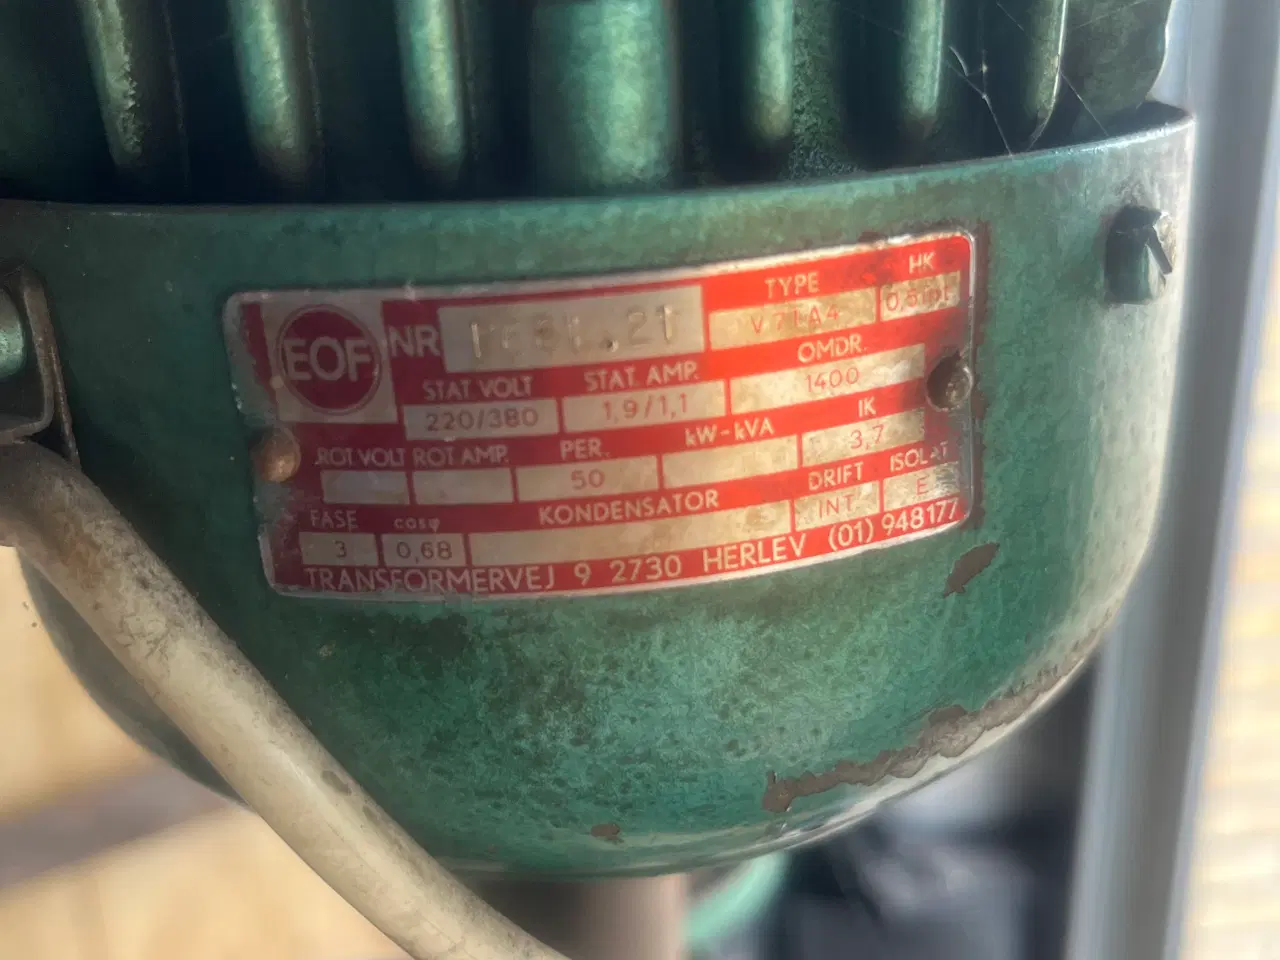 EOF NR
TYPE HK
V71A4
STAT VOLT STAT. AMP. OMDR.
220/380 1,9/1,1 1400
ROT VOLT ROT AMP. PER. kW-kVA IK
50 3,7
FASE cosφ KONDENSATOR DRIFT ISOLAT
3 0,68 INT E
TRANSFORMERVEJ 9 2730 HERLEV (01) 948177